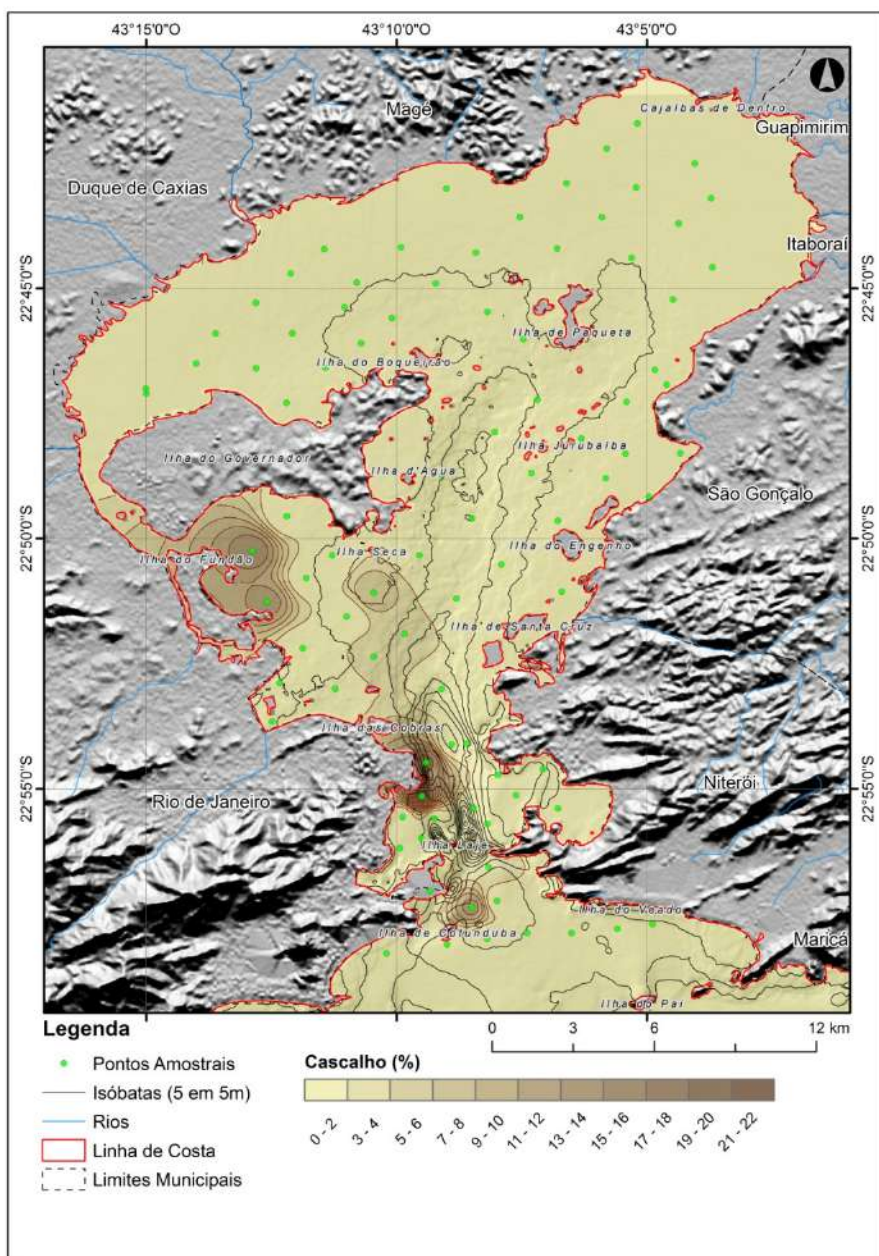 43°15'0"O 43°10'0"O 43°50'0"O
Cajaíbas de Dentro
Magé
Guapimirim
Duque de Caxias
Itaboraí
22°45'0"S 22°45'0"S
Ilha de Paquetá
Ilha do Boqueirão
Ilha Jurubaíba
Ilha do Governador
Ilha d'Água
São Gonçalo
22°50'0"S 22°50'0"S
Ilha do Engenho
Ilha Seca
Ilha do Fundão
Ilha de Santa Cruz
Ilha das Cobras
22°55'0"S 22°55'0"S
Niterói
Rio de Janeiro
Ilha Laje
Ilha do Veado
Ilha de Cotunduba
Maricá
Ilha do Pai
Legenda
0 3 6 12 km
Pontos Amostrais
Cascalho (%)
Isóbatas (5 em 5m)
Rios
Linha de Costa
Limites Municipais
0 - 2
3 - 4
5 - 6
7 - 8
9 - 10
11 - 12
13 - 14
15 - 16
17 - 18
19 - 20
21 - 22